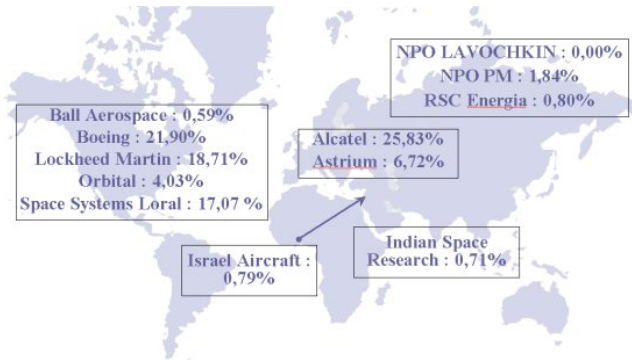 NPO LAVOCHKIN : 0,00%
NPO PM : 1,84%
RSC Energia : 0,80%
Ball Aerospace : 0,59%
Boeing : 21,90%
Lockheed Martin : 18,71%
Orbital : 4,03%
Space Systems Loral : 17,07 %
Alcatel : 25,83%
Astrium : 6,72%
Israel Aircraft :
0,79%
Indian Space
Research : 0,71%